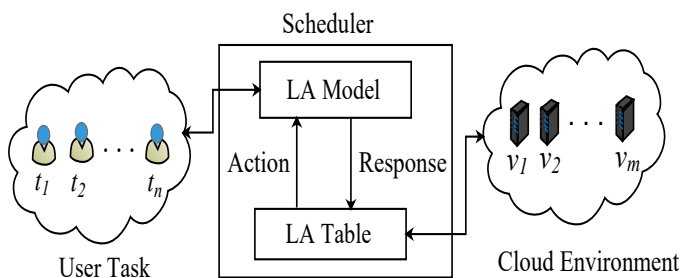 Scheduler
LA Model
t1 t2 . . . tn
Action Response
v1 v2 . . . vm
LA Table
User Task
Cloud Environment